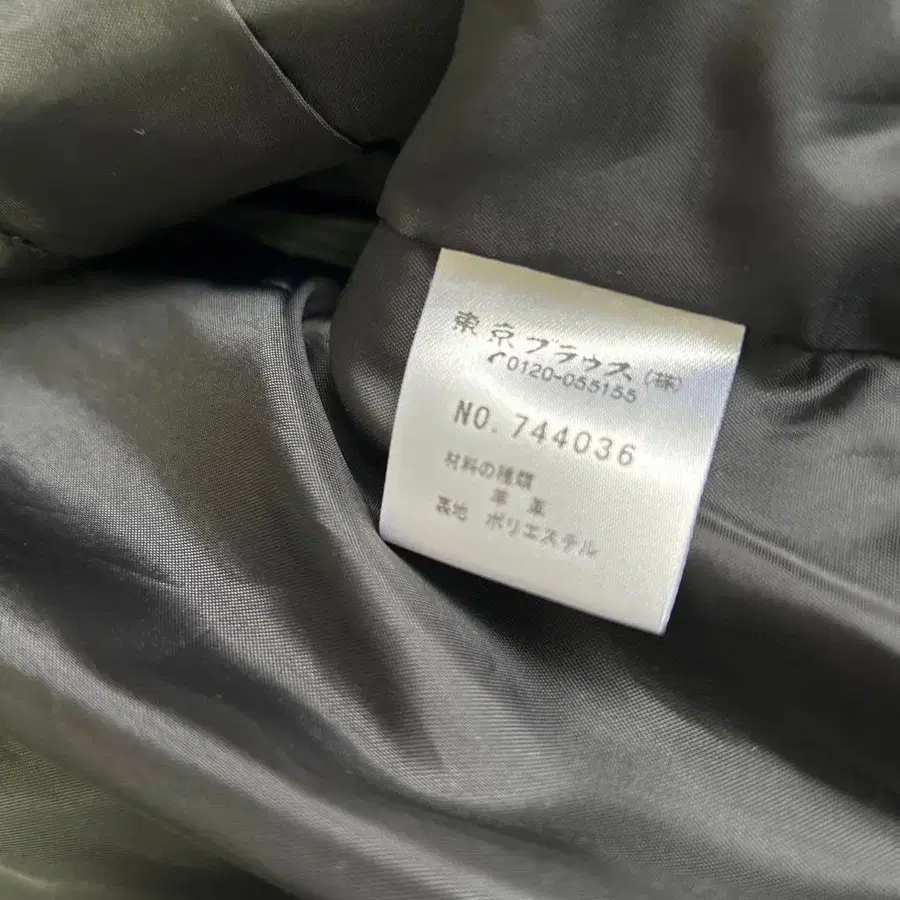 東京ブラウス(株)
✆0120-055155
NO. 744036
材料の種類
羊 革
裏地 ポリエステル